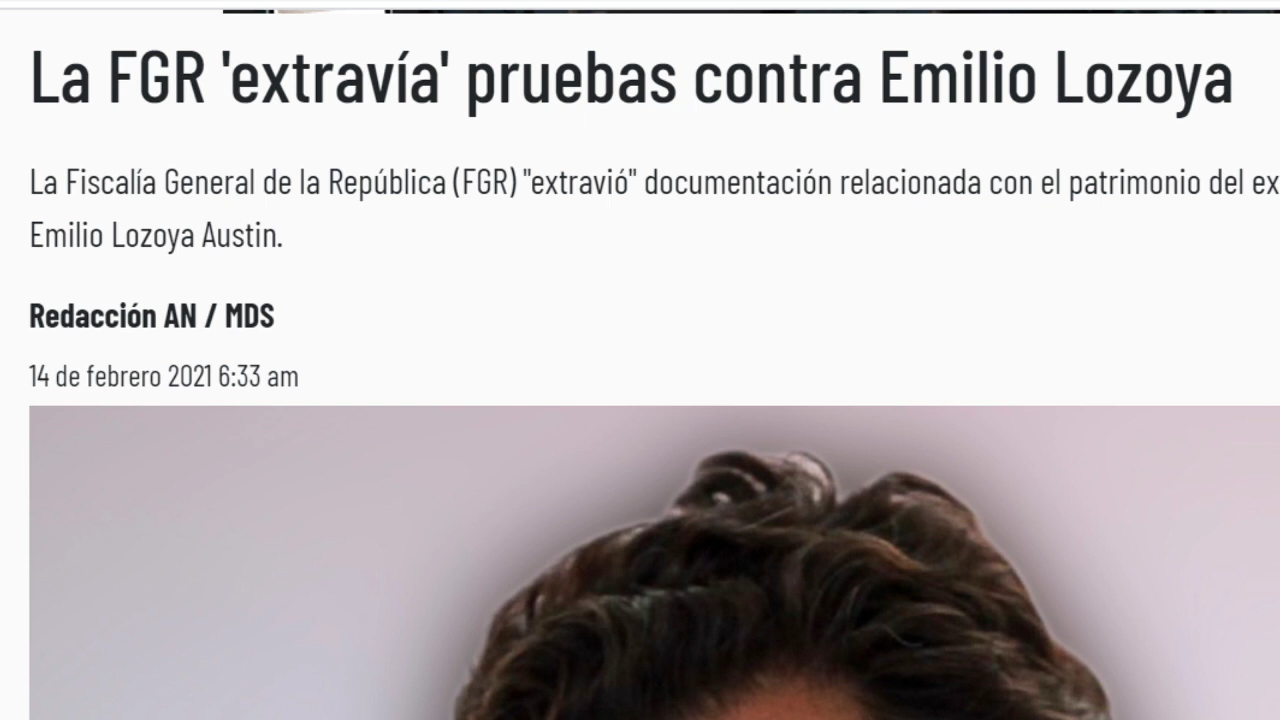 La FGR 'extravía' pruebas contra Emilio Lozoya
La Fiscalía General de la República (FGR) "extravió" documentación relacionada con el patrimonio del ex
Emilio Lozoya Austin.
Redacción AN / MDS
14 de febrero 2021 6:33 am